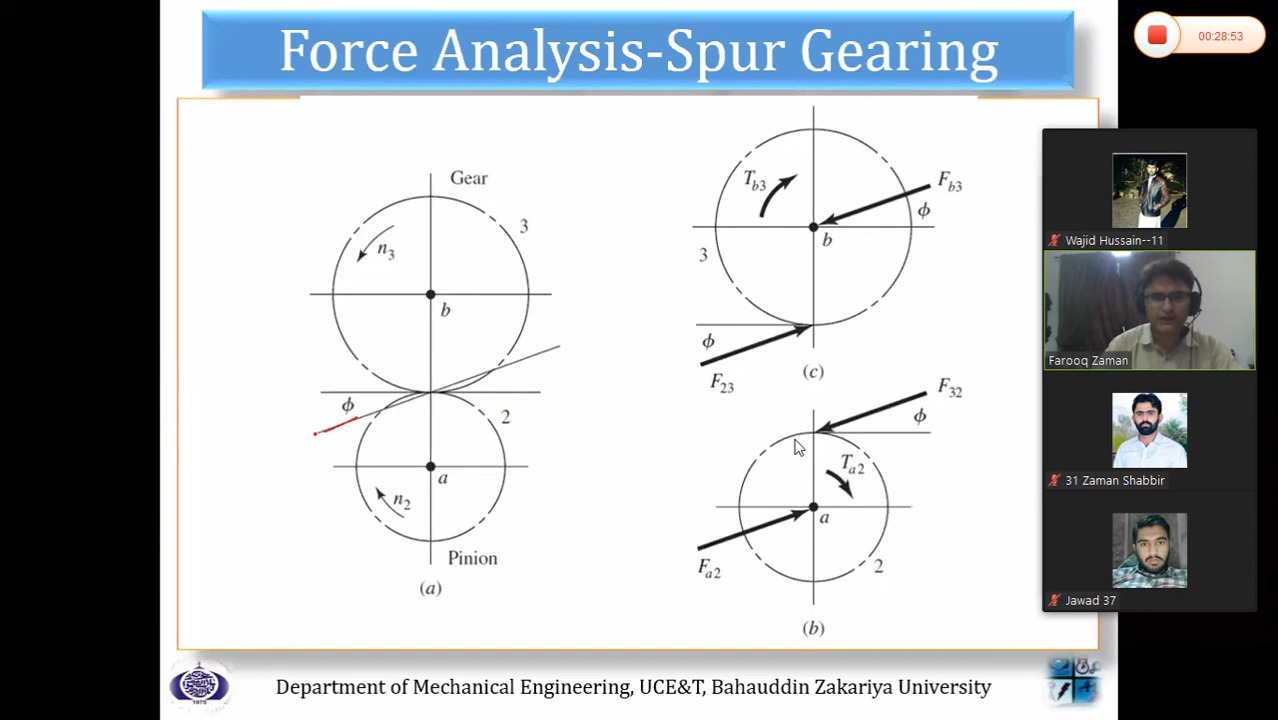 Force Analysis-Spur Gearing
00:28:53
Gear
n3
3
b
ϕ
2
a
n2
Pinion
(a)
Tb3
Fb3
ϕ
b
3
ϕ
F23
(c)
F32
ϕ
Ta2
a
Fa2
2
(b)
Wajid Hussain--11
Farooq Zaman
31 Zaman Shabbir
Jawad 37
1975
Department of Mechanical Engineering, UCE&T, Bahauddin Zakariya University